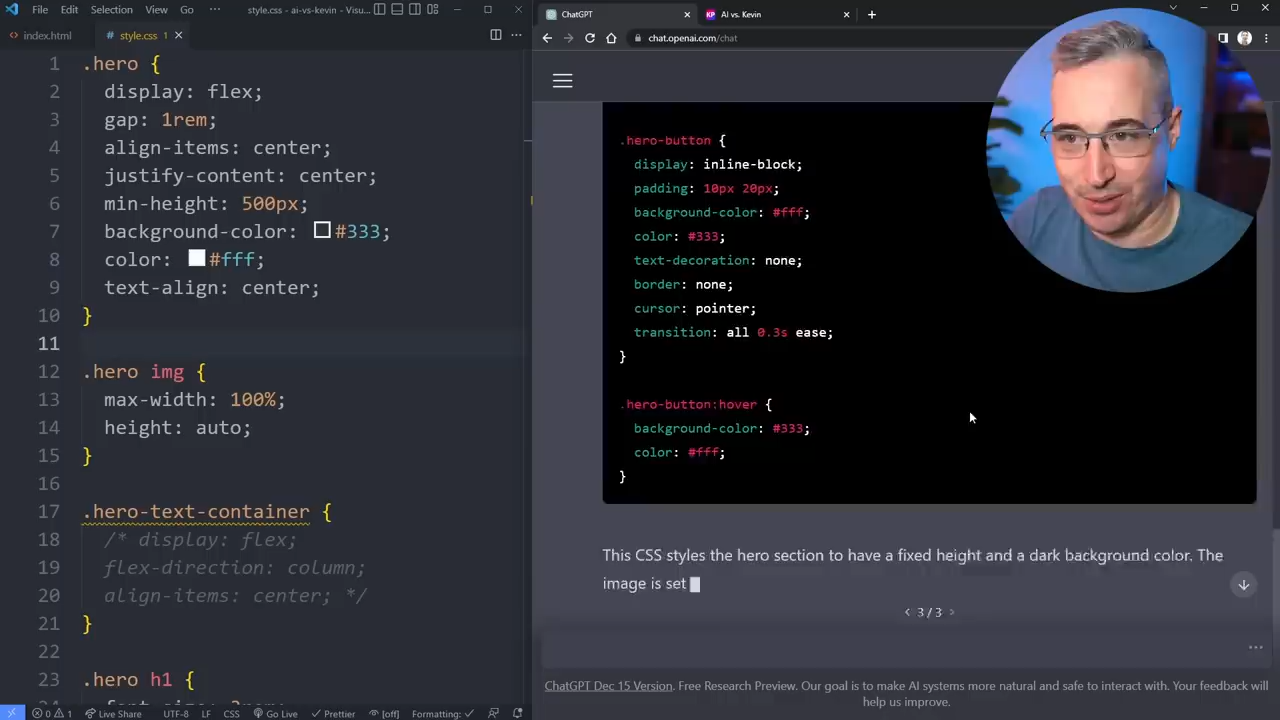 File Edit Selection View Go ··· style.css - ai-vs-kevin - Visu...
index.html style.css 1
1 .hero {
2 display: flex;
3 gap: 1rem;
4 align-items: center;
5 justify-content: center;
6 min-height: 500px;
7 background-color: #333;
8 color: #fff;
9 text-align: center;
10 }
11
12 .hero img {
13 max-width: 100%;
14 height: auto;
15 }
16
17 .hero-text-container {
18 /* display: flex;
19 flex-direction: column;
20 align-items: center; */
21 }
22
23 .hero h1 {
0 1 Live Share UTF-8 LF CSS Go Live Prettier [off] Formatting:
ChatGPT KP AI vs. Kevin
chat.openai.com/chat
.hero-button {
display: inline-block;
padding: 10px 20px;
background-color: #fff;
color: #333;
text-decoration: none;
border: none;
cursor: pointer;
transition: all 0.3s ease;
}
.hero-button:hover {
background-color: #333;
color: #fff;
}
This CSS styles the hero section to have a fixed height and a dark background color. The
image is set
< 3 / 3 >
ChatGPT Dec 15 Version. Free Research Preview. Our goal is to make AI systems more natural and safe to interact with. Your feedback will
help us improve.